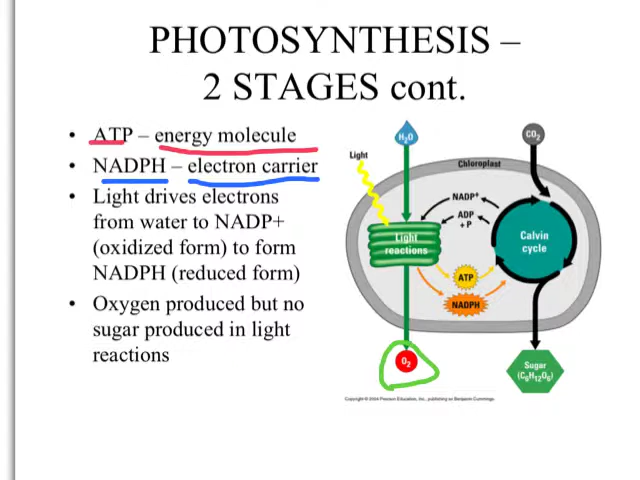 PHOTOSYNTHESIS –
2 STAGES cont.
• ATP – energy molecule
• NADPH – electron carrier
• Light drives electrons
from water to NADP+
(oxidized form) to form
NADPH (reduced form)
• Oxygen produced but no
sugar produced in light
reactions
H₂O
CO₂
Light
Chloroplast
NADP⁺
ADP
+ P
Light
reactions
Calvin
cycle
ATP
NADPH
O₂
Sugar
(C₆H₁₂O₆)
Copyright © 2004 Pearson Education, Inc., publishing as Benjamin Cummings.